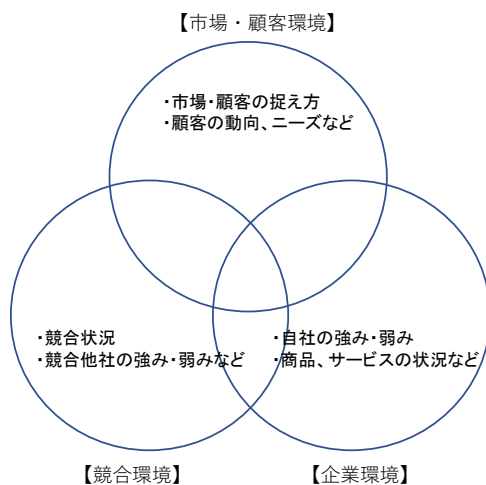 【市場・顧客環境】
・市場・顧客の捉え方
・顧客の動向、ニーズなど
・競合状況
・競合他社の強み・弱みなど
・自社の強み・弱み
・商品、サービスの状況など
【競合環境】
【企業環境】